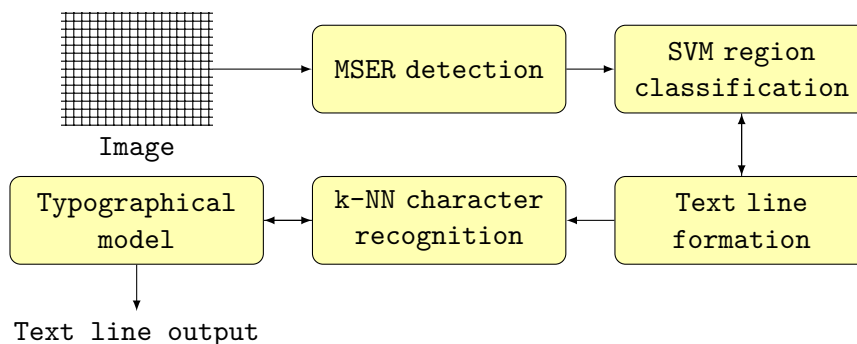 Image
MSER detection
SVM region
classification
Typographical
model
k-NN character
recognition
Text line
formation
Text line output